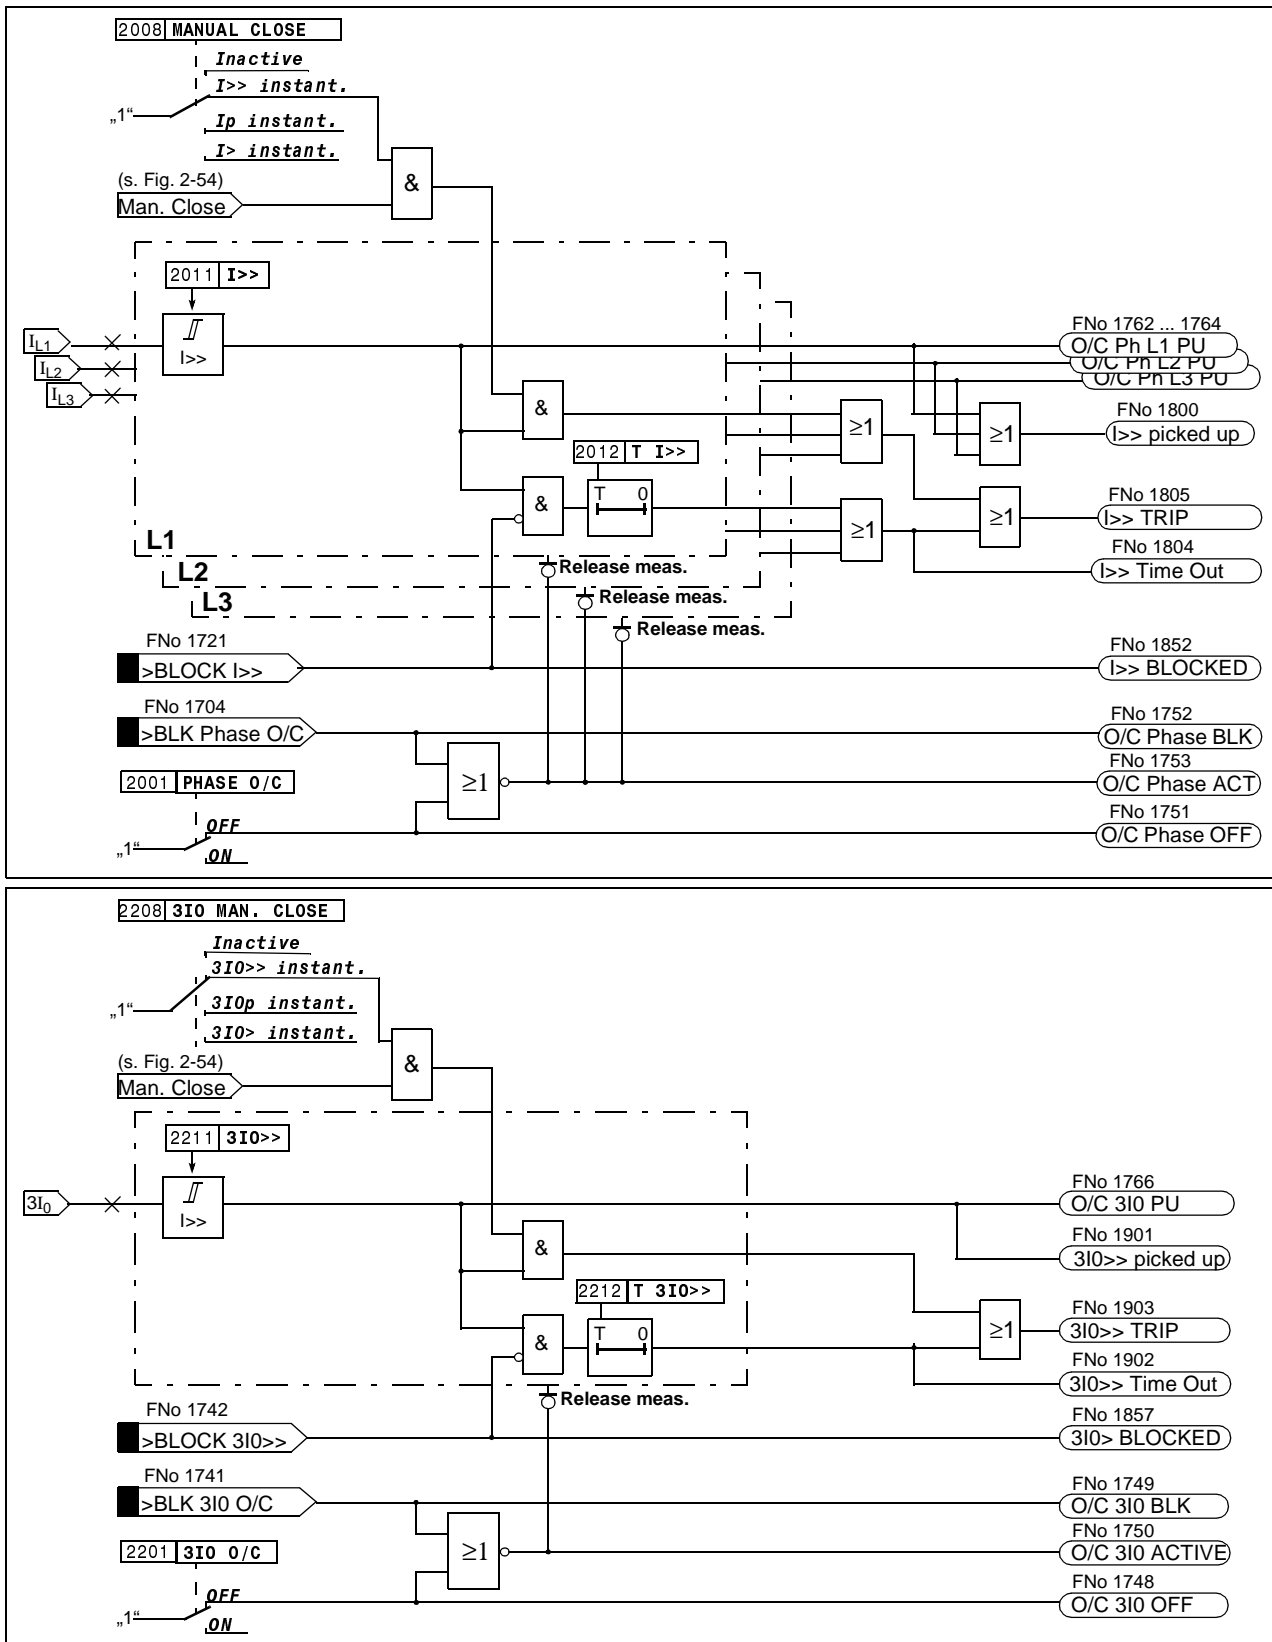 2008 MANUAL CLOSE
Inactive
I>> instant.
„1“
Ip instant.
I> instant.
(s. Fig. 2-54)
Man. Close
&
2011 I>>
I>>
IL1
IL2
IL3
FNo 1762 ... 1764
O/C Ph L1 PU
O/C Ph L2 PU
O/C Ph L3 PU
&
≥1
≥1
FNo 1800
I>> picked up
2012 T I>>
T 0
&
≥1
≥1
FNo 1805
I>> TRIP
FNo 1804
I>> Time Out
L1
L2
L3
Release meas.
Release meas.
Release meas.
FNo 1721
>BLOCK I>>
FNo 1852
I>> BLOCKED
FNo 1704
>BLK Phase O/C
FNo 1752
O/C Phase BLK
≥1
FNo 1753
O/C Phase ACT
2001 PHASE O/C
FNo 1751
O/C Phase OFF
OFF
„1“
ON
2208 3I0 MAN. CLOSE
Inactive
3I0>> instant.
„1“
3I0p instant.
3I0> instant.
(s. Fig. 2-54)
Man. Close
&
2211 3I0>>
I>>
3I0
FNo 1766
O/C 3I0 PU
FNo 1901
3I0>> picked up
&
2212 T 3I0>>
T 0
&
≥1
FNo 1903
3I0>> TRIP
FNo 1902
3I0>> Time Out
Release meas.
FNo 1742
>BLOCK 3I0>>
FNo 1857
3I0> BLOCKED
FNo 1741
>BLK 3I0 O/C
FNo 1749
O/C 3I0 BLK
≥1
FNo 1750
O/C 3I0 ACTIVE
2201 3I0 O/C
FNo 1748
O/C 3I0 OFF
OFF
„1“
ON